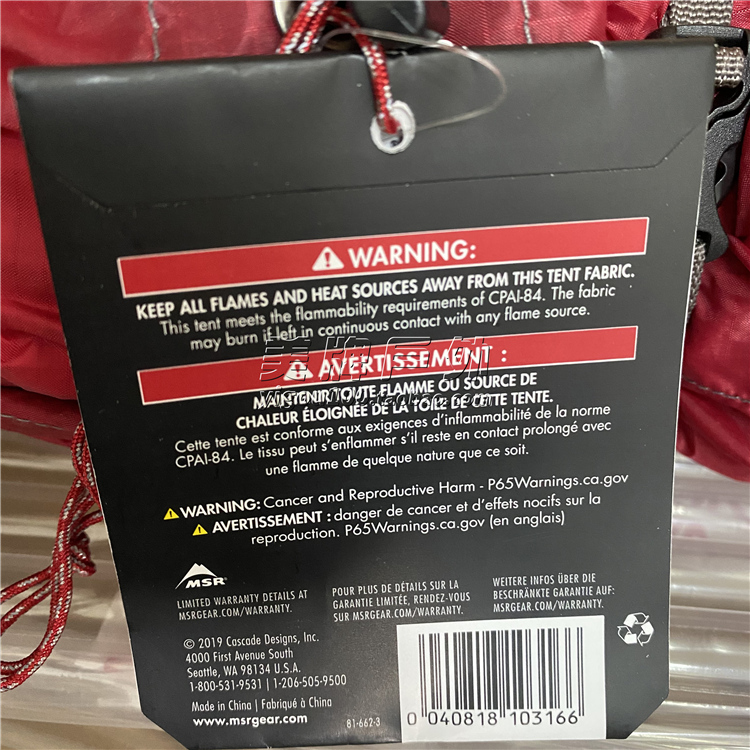 WARNING:
KEEP ALL FLAMES AND HEAT SOURCES AWAY FROM THIS TENT FABRIC.
This tent meets the flammability requirements of CPAI-84. The fabric
may burn if left in continuous contact with any flame source.
美牌户外
AVERTISSEMENT :
MAINTENIR TOUTE FLAMME OU SOURCE DE
CHALEUR ÉLOIGNÉE DE LA TOILE DE CETTE TENTE.
Cette tente est conforme aux exigences d'inflammabilité de la norme
CPAI-84. Le tissu peut s'enflammer s'il reste en contact prolongé avec
une flamme de quelque nature que ce soit.
WARNING: Cancer and Reproductive Harm - P65Warnings.ca.gov
AVERTISSEMENT : danger de cancer et d'effets nocifs sur la
reproduction. P65Warnings.ca.gov (en anglais)
MSR
LIMITED WARRANTY DETAILS AT
MSRGEAR.COM/WARRANTY.
POUR PLUS DE DÉTAILS SUR LA
GARANTIE LIMITÉE, RENDEZ-VOUS
MSRGEAR.COM/WARRANTY.
WEITERE INFOS ÜBER DIE
BESCHRÄNKTE GARANTIE AUF:
MSRGEAR.COM/WARRANTY.
© 2019 Cascade Designs, Inc.
4000 First Avenue South
Seattle, WA 98134 U.S.A.
1-800-531-9531 | 1-206-505-9500
Made in China | Fabriqué à China
www.msrgear.com
81-662-3
0 040818 103166